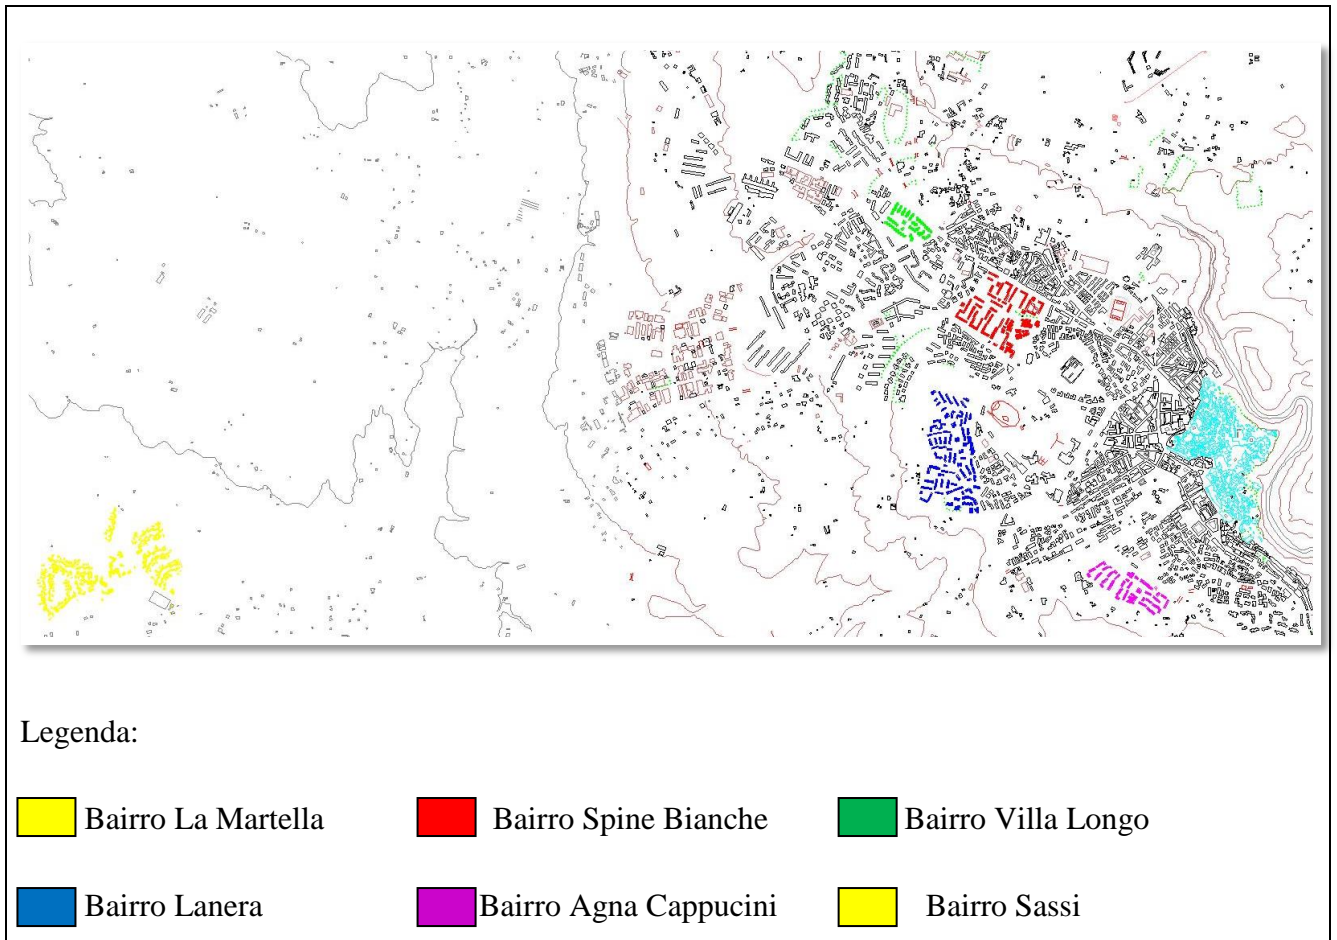 Legenda:
Bairro La Martella
Bairro Spine Bianche
Bairro Villa Longo
Bairro Lanera
Bairro Agna Cappucini
Bairro Sassi